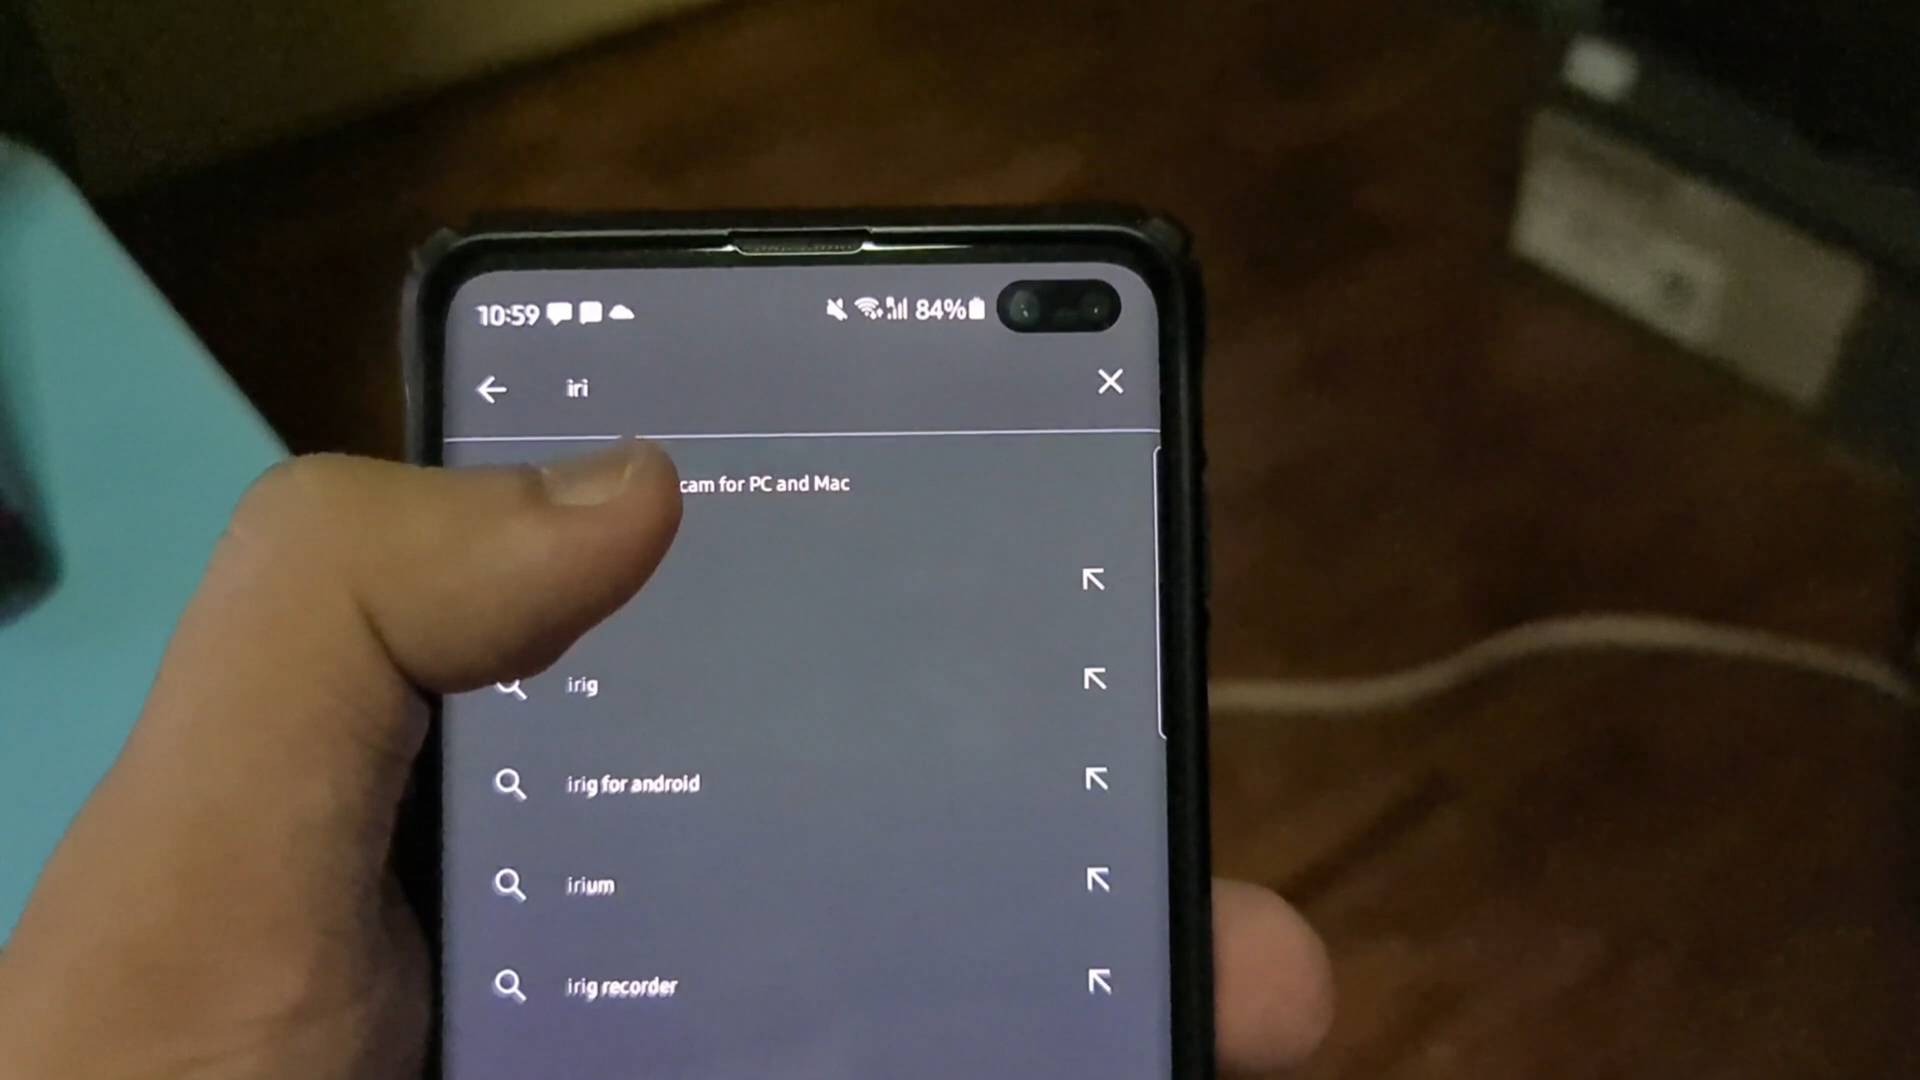 10:59 84%
iri
cam for PC and Mac
irig
irig for android
irium
irig recorder